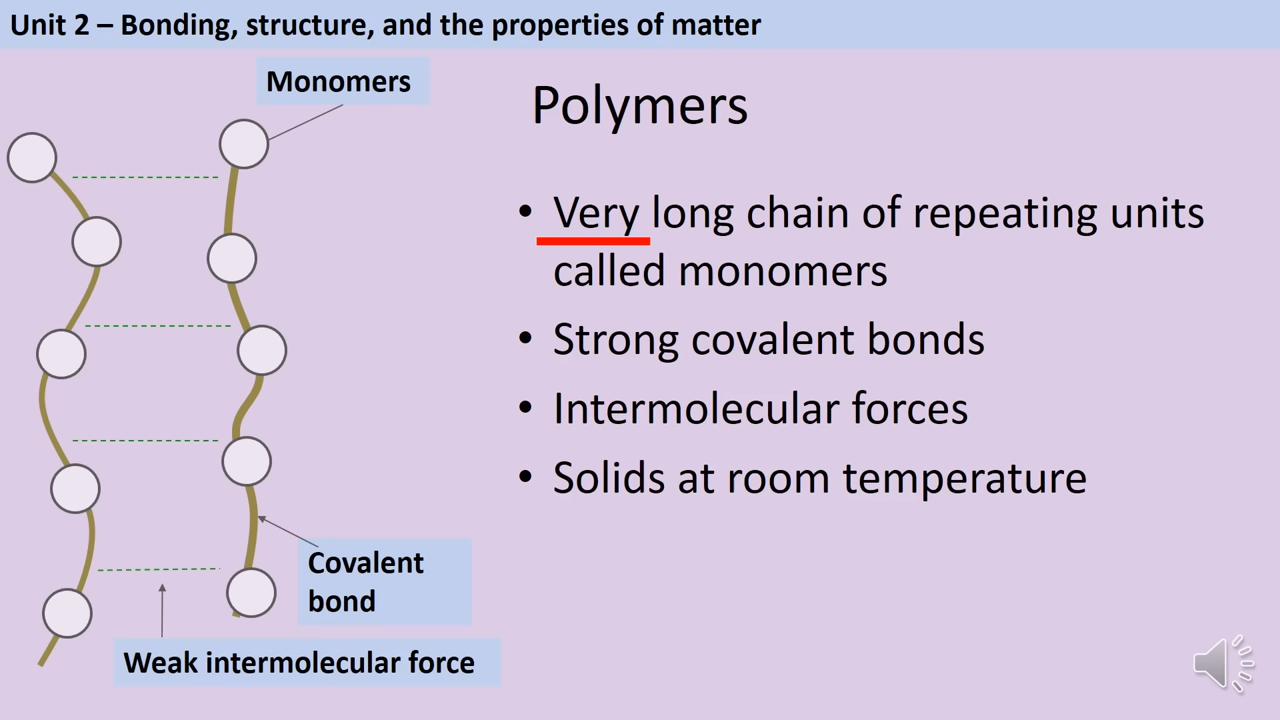 Unit 2 – Bonding, structure, and the properties of matter
Monomers
Polymers
• Very long chain of repeating units
called monomers
• Strong covalent bonds
• Intermolecular forces
• Solids at room temperature
Covalent
bond
Weak intermolecular force